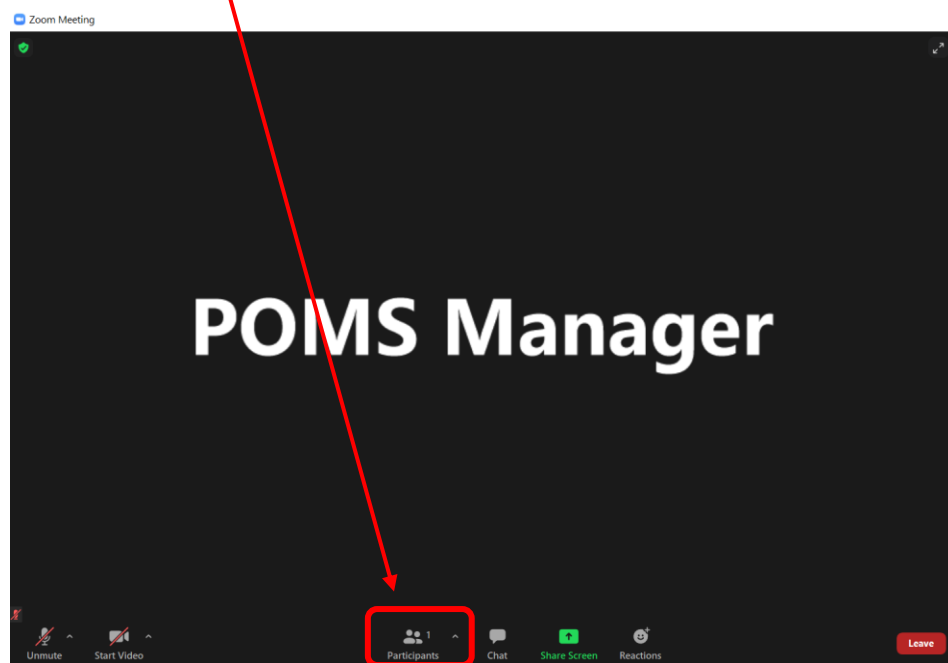 Zoom Meeting
POMS Manager
1
Unmute
Start Video
Participants
Chat
Share Screen
Reactions
Leave